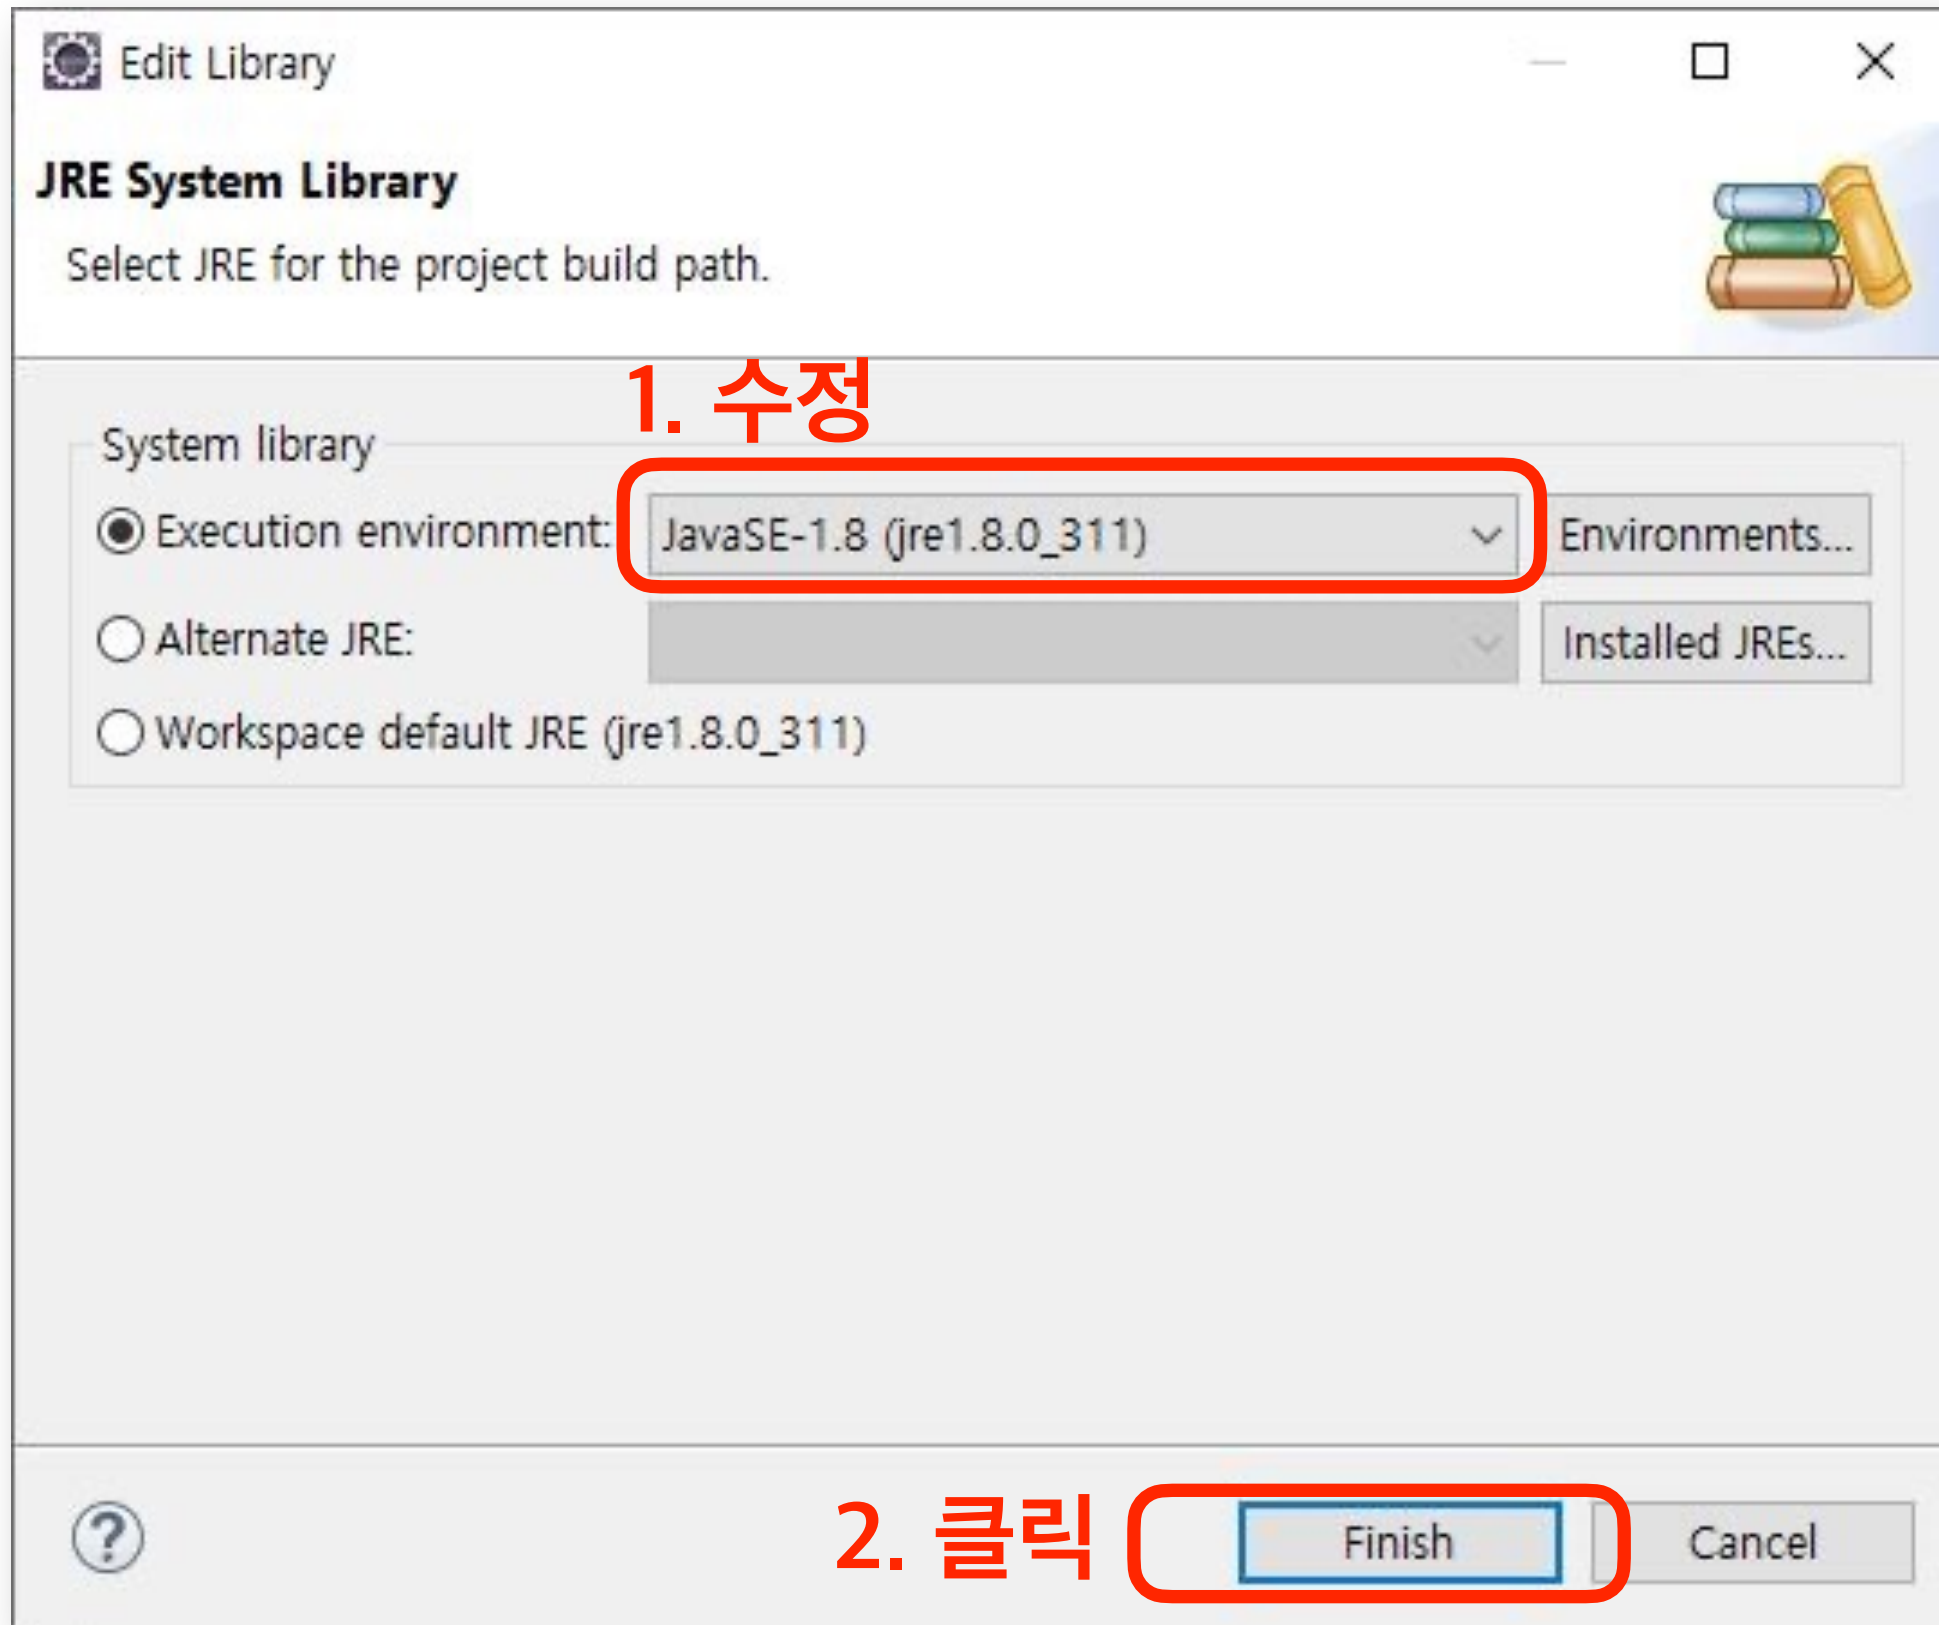 Edit Library
JRE System Library
Select JRE for the project build path.
1. 수정
System library
Execution environment: JavaSE-1.8 (jre1.8.0_311) Environments...
Alternate JRE: Installed JREs...
Workspace default JRE (jre1.8.0_311)
? 2. 클릭 Finish Cancel